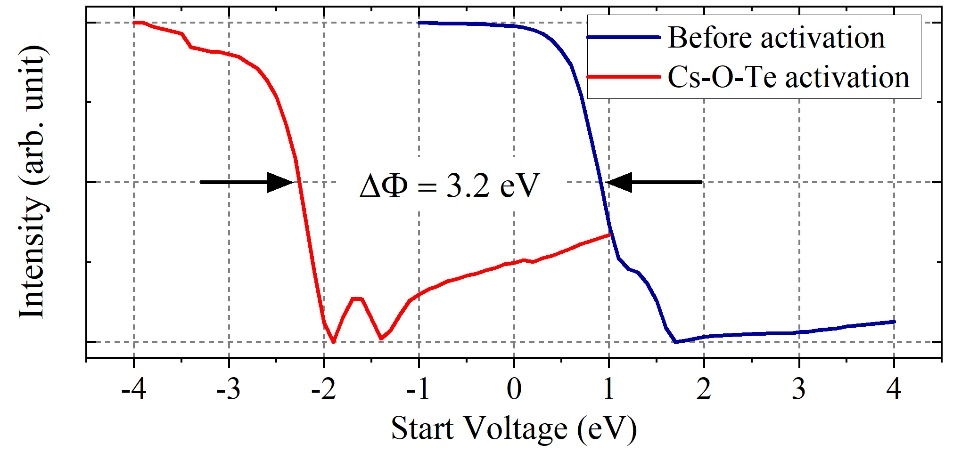 Before activation
Cs-O-Te activation
ΔΦ = 3.2 eV
Intensity (arb. unit)
-4 -3 -2 -1 0 1 2 3 4
Start Voltage (eV)